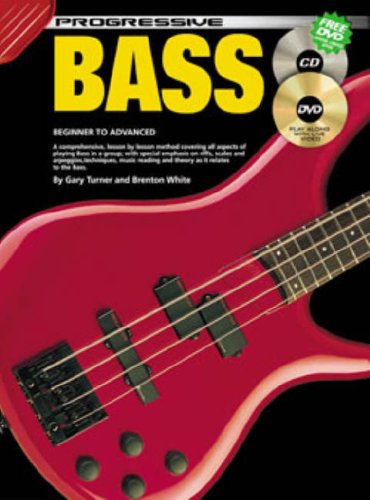 PROGRESSIVE
BASS
FREE
DVD
CD
DVD
PLAY ALONG
WITH LIVE
VIDEO
BEGINNER TO ADVANCED
A comprehensive, lesson by lesson method covering all aspects of
playing Bass in a group; with special emphasis on riffs, scales and
arpeggios,techniques, music reading and theory as it relates
to the bass.
By Gary Turner and Brenton White